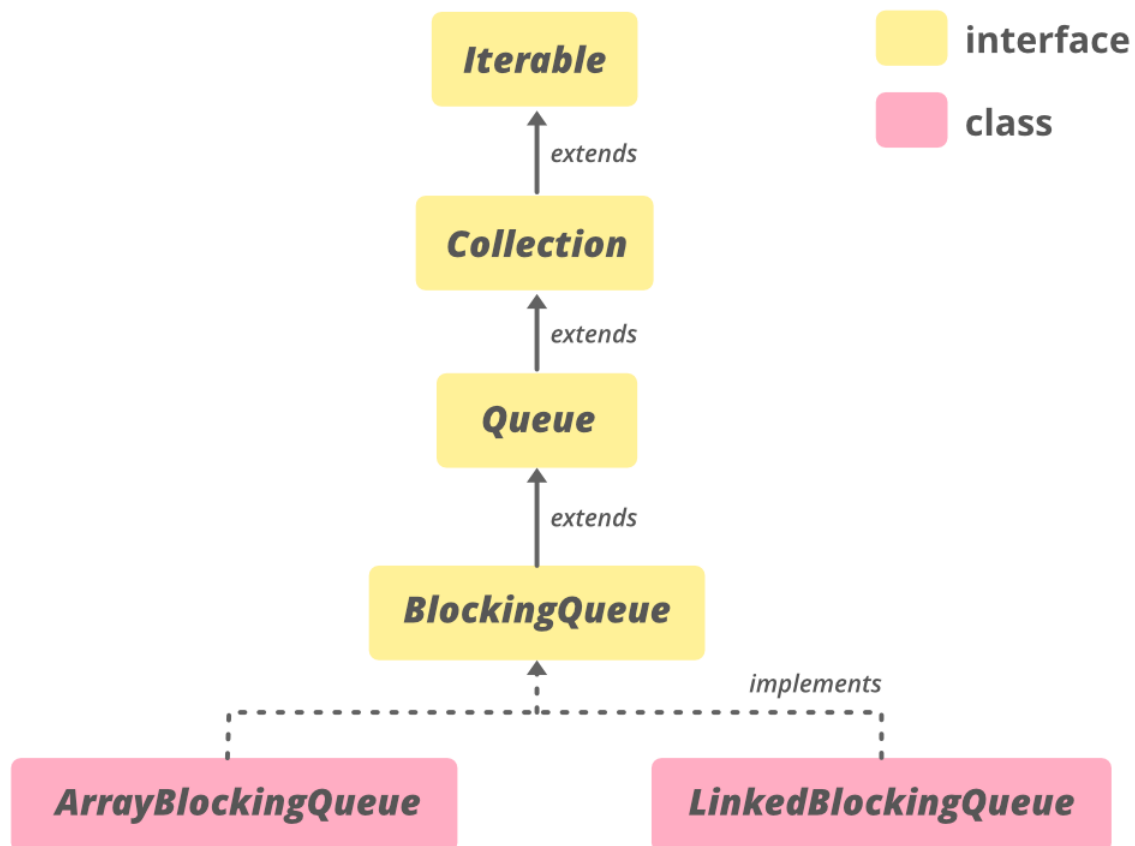 Iterable
interface
class
extends
Collection
extends
Queue
extends
BlockingQueue
implements
ArrayBlockingQueue
LinkedBlockingQueue